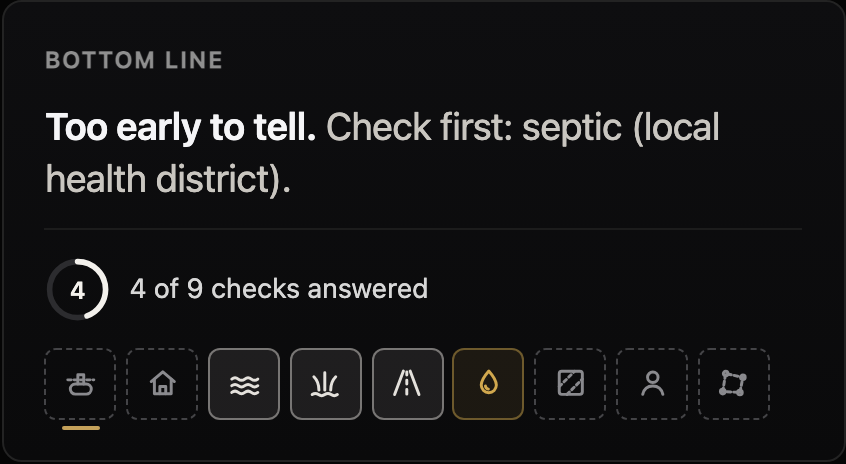 BOTTOM LINE
Too early to tell. Check first: septic (local
health district).
4
4 of 9 checks answered